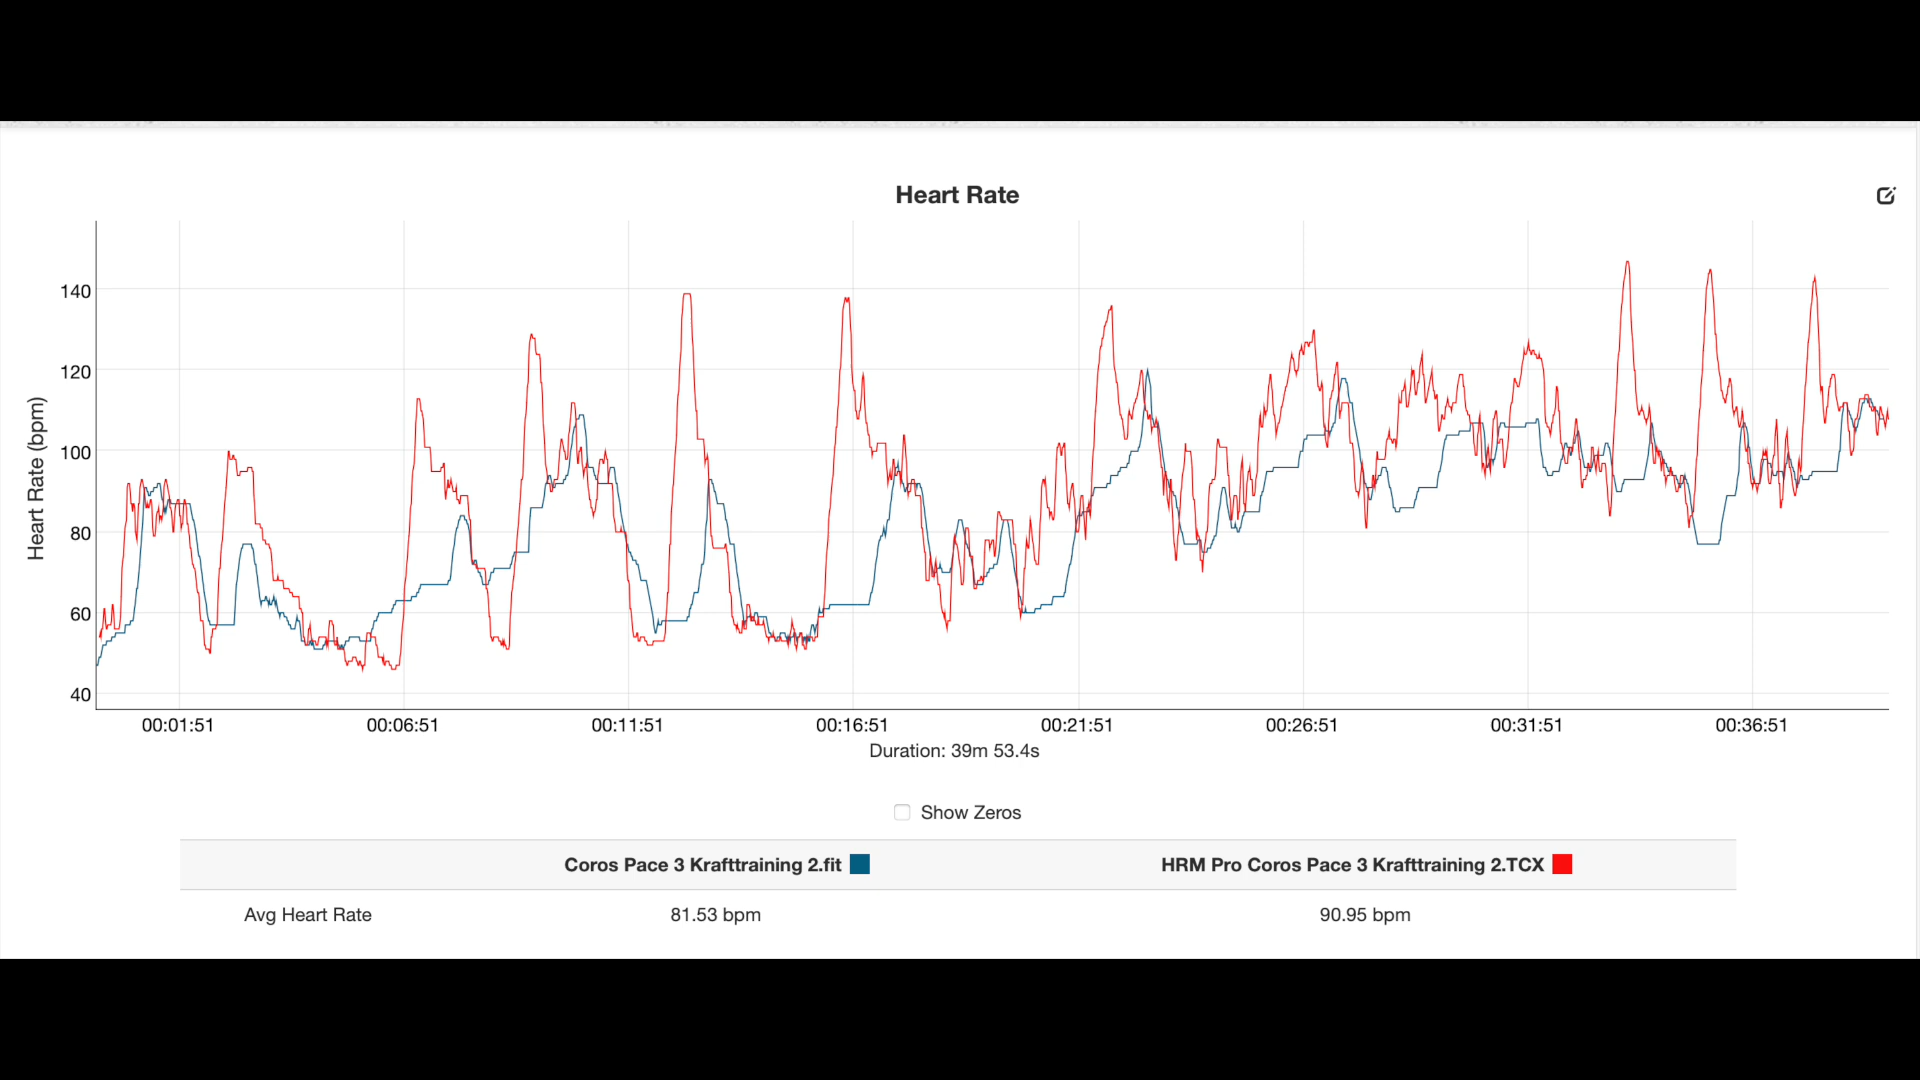 Heart Rate
Heart Rate (bpm)
140
120
100
80
60
40
00:01:51 00:06:51 00:11:51 00:16:51 00:21:51 00:26:51 00:31:51 00:36:51
Duration: 39m 53.4s
Show Zeros
Coros Pace 3 Krafttraining 2.fit HRM Pro Coros Pace 3 Krafttraining 2.TCX
Avg Heart Rate 81.53 bpm 90.95 bpm